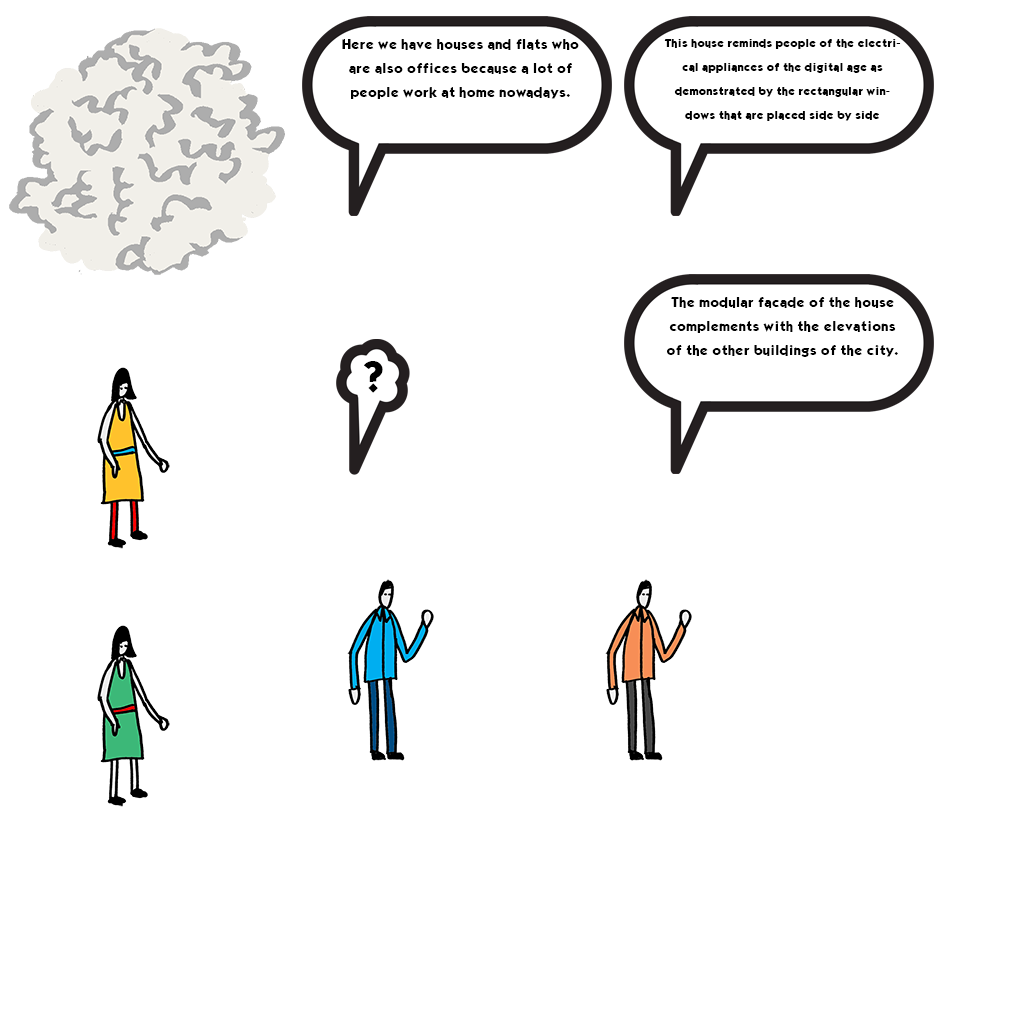 Here we have houses and flats who
are also offices because a lot of
people work at home nowadays.
This house reminds people of the electri-
cal appliances of the digital age as
demonstrated by the rectangular win-
dows that are placed side by side
?
The modular facade of the house
complements with the elevations
of the other buildings of the city.